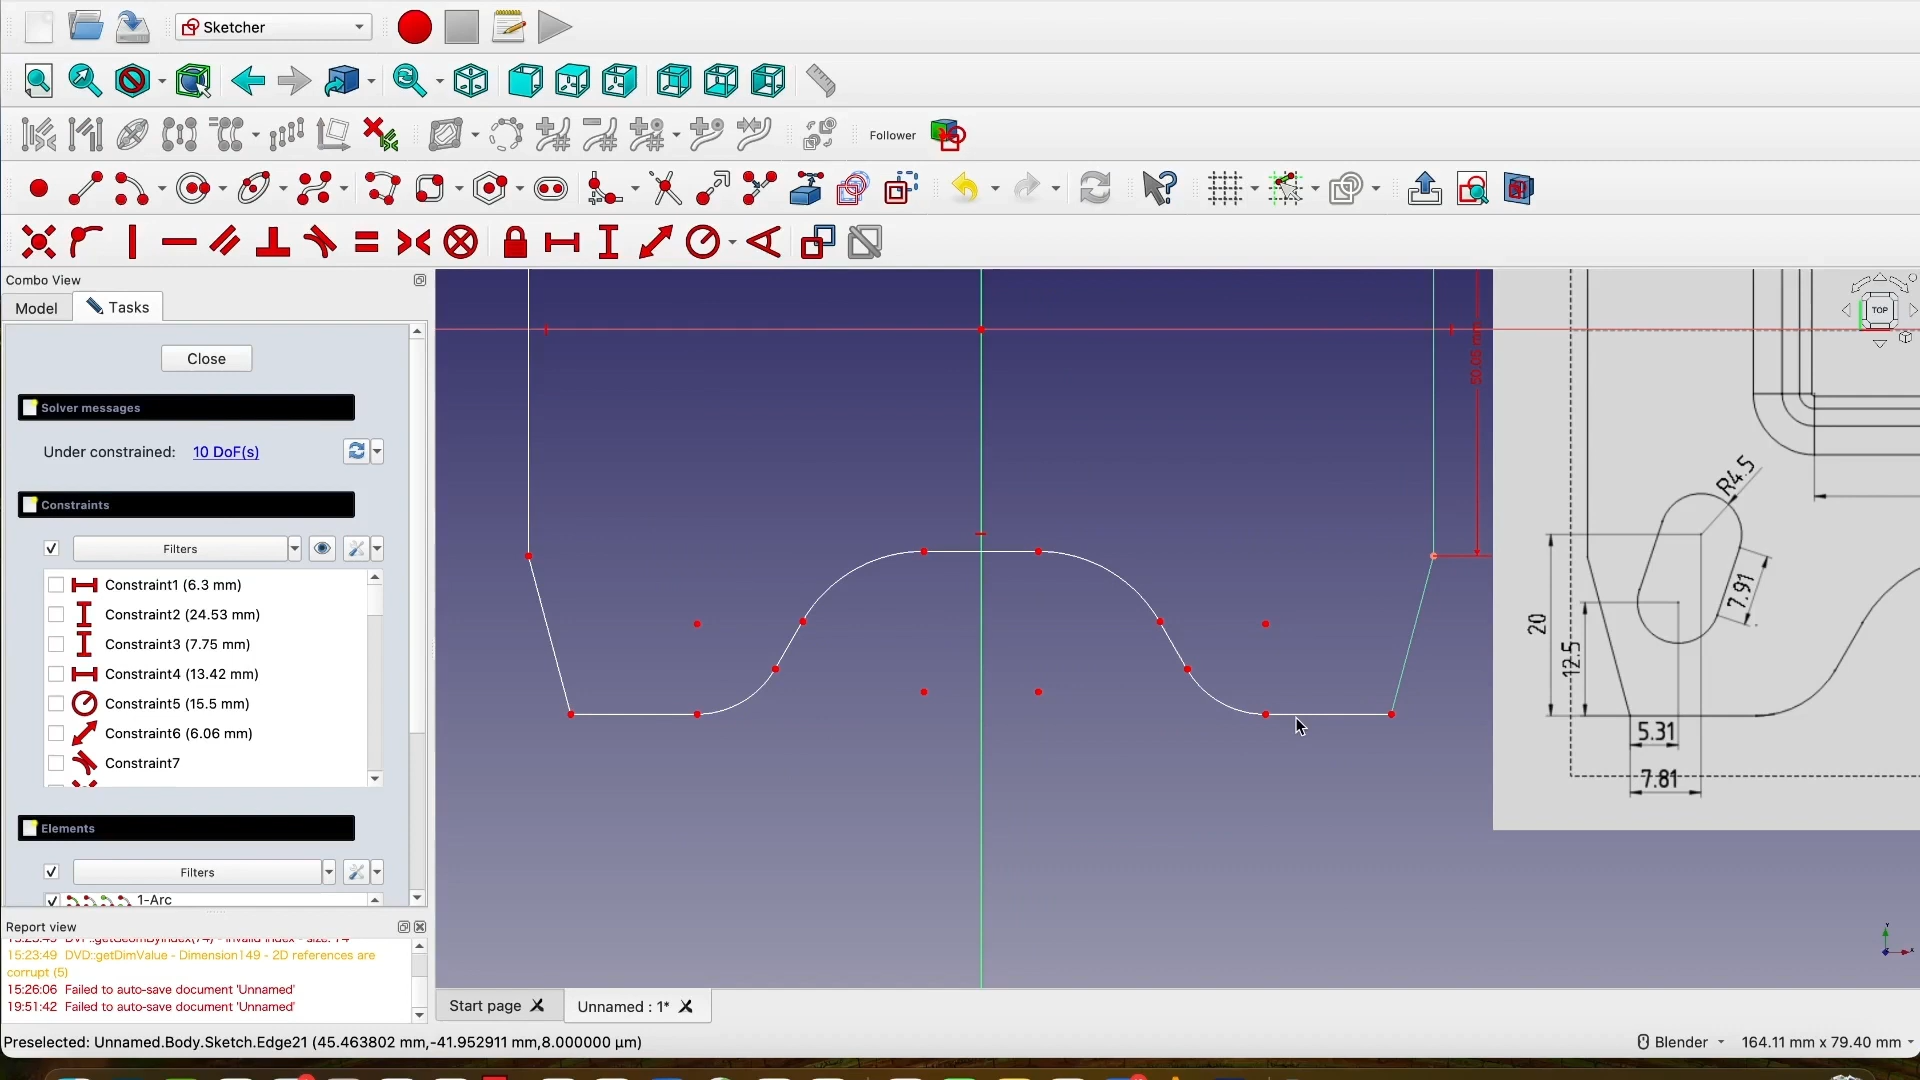 Sketcher
Follower
Combo View
Model
Tasks
Close
Solver messages
Under constrained: 10 DoF(s)
Constraints
Filters
Constraint1 (6.3 mm)
Constraint2 (24.53 mm)
Constraint3 (7.75 mm)
Constraint4 (13.42 mm)
Constraint5 (15.5 mm)
Constraint6 (6.06 mm)
Constraint7
Elements
Filters
1-Arc
Report view
15:23:49 DVD::getDimValue - Dimension149 - 2D references are
corrupt (5)
15:26:06 Failed to auto-save document 'Unnamed'
19:51:42 Failed to auto-save document 'Unnamed'
TOP
R4.5
7.91
20
12.5
5.31
7.81
Start page
Unnamed : 1*
Preselected: Unnamed.Body.Sketch.Edge21 (45.463802 mm,-41.952911 mm,8.000000 µm)
Blender
164.11 mm x 79.40 mm